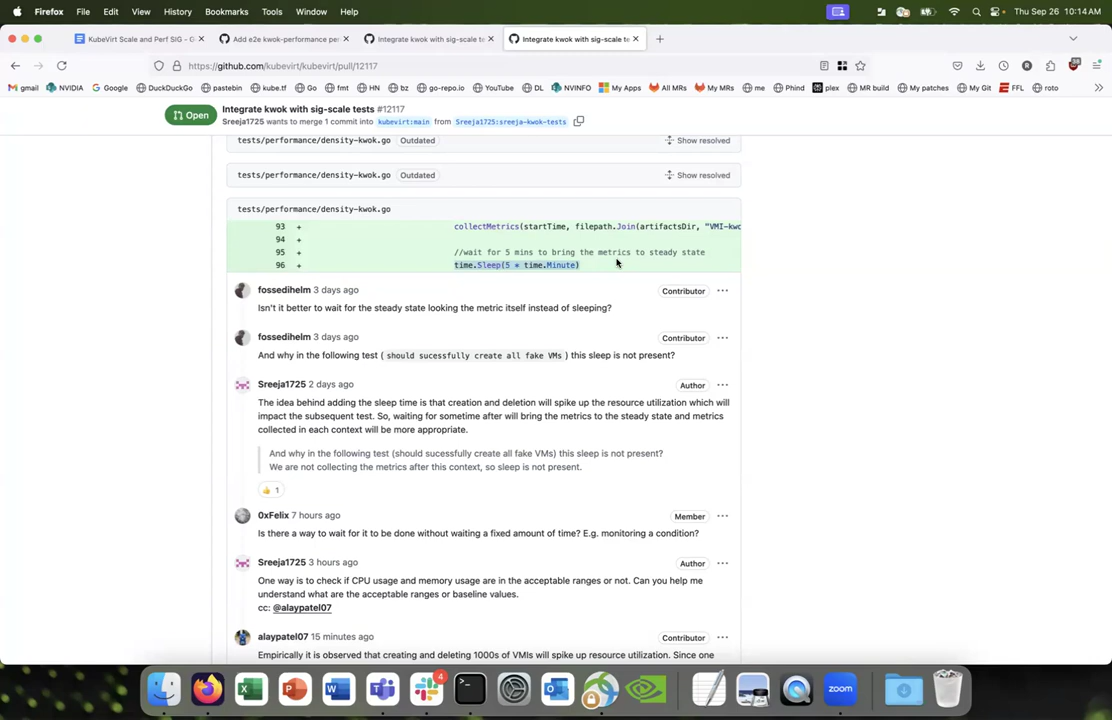 Firefox File Edit View History Bookmarks Tools Window Help Thu Sep 26 10:14 AM
KubeVirt Scale and Perf SIG - G
Add e2e kwok-performance pe
Integrate kwok with sig-scale te
Integrate kwok with sig-scale te
https://github.com/kubevirt/kubevirt/pull/12117
gmail NVIDIA Google DuckDuckGo pastebin kube.tf Go fmt HN bz go-repo.io YouTube DL NVINFO My Apps All MRs My MRs me Phind plex MR build My patches My Git FFL roto
Open
Integrate kwok with sig-scale tests #12117
Sreeja1725 wants to merge 1 commit into kubevirt:main from Sreeja1725:sreeja-kwok-tests
tests/performance/density-kwok.go Outdated Show resolved
tests/performance/density-kwok.go Outdated Show resolved
tests/performance/density-kwok.go
93 + collectMetrics(startTime, filepath.Join(artifactsDir, "VMI-kwo
94 +
95 + //wait for 5 mins to bring the metrics to steady state
96 + time.Sleep(5 * time.Minute)
fossedihelm 3 days ago Contributor
Isn't it better to wait for the steady state looking the metric itself instead of sleeping?
fossedihelm 3 days ago Contributor
And why in the following test ( should sucessfully create all fake VMs ) this sleep is not present?
Sreeja1725 2 days ago Author
The idea behind adding the sleep time is that creation and deletion will spike up the resource utilization which will
impact the subsequent test. So, waiting for sometime after will bring the metrics to the steady state and metrics
collected in each context will be more appropriate.
And why in the following test (should sucessfully create all fake VMs) this sleep is not present?
We are not collecting the metrics after this context, so sleep is not present.
👍 1
0xFelix 7 hours ago Member
Is there a way to wait for it to be done without waiting a fixed amount of time? E.g. monitoring a condition?
Sreeja1725 3 hours ago Author
One way is to check if CPU usage and memory usage are in the acceptable ranges or not. Can you help me
understand what are the acceptable ranges or baseline values.
cc: @alaypatel07
alaypatel07 15 minutes ago Contributor
Empirically it is observed that creating and deleting 1000s of VMIs will spike up resource utilization. Since one
4
zoom